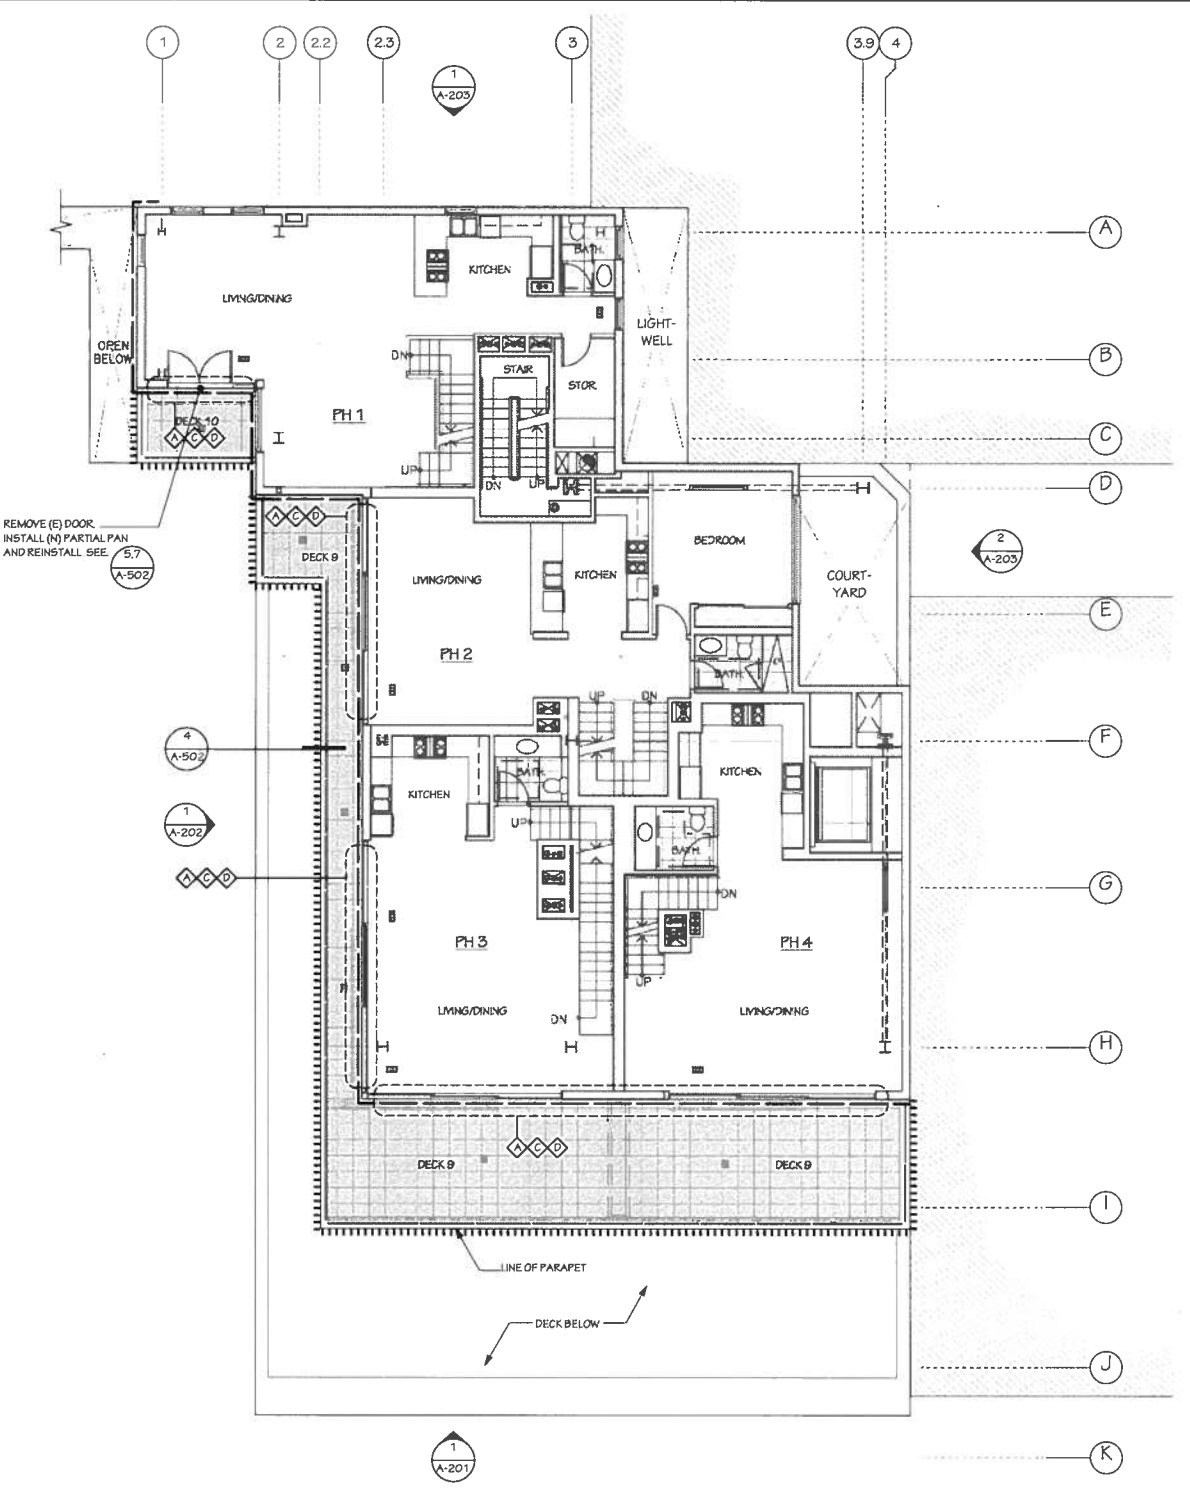 1
2
2.2
2.3
3
3.9
4
1
A-203
A
KITCHEN
BATH.
LIVING/DINING
LIGHT-
WELL
OPEN
BELOW
DN
STAIR
STOR.
B
PH 1
DECK 10
A C D
C
UP
DN
UP
D
A C D
REMOVE (E) DOOR,
INSTALL (N) PARTIAL PAN
AND REINSTALL SEE
5,7
A-502
DECK 9
BEDROOM
2
A-203
LIVING/DINING
KITCHEN
COURT-
YARD
E
PH 2
BATH.
UP
DN
4
A-502
F
KITCHEN
BATH.
KITCHEN
1
A-202
UP
BATH.
A C D
G
DN
PH 3
PH 4
UP
LIVING/DINING
DN
LIVING/DINING
H
A C D
DECK 9
DECK 9
I
LINE OF PARAPET
DECK BELOW
J
1
A-201
K